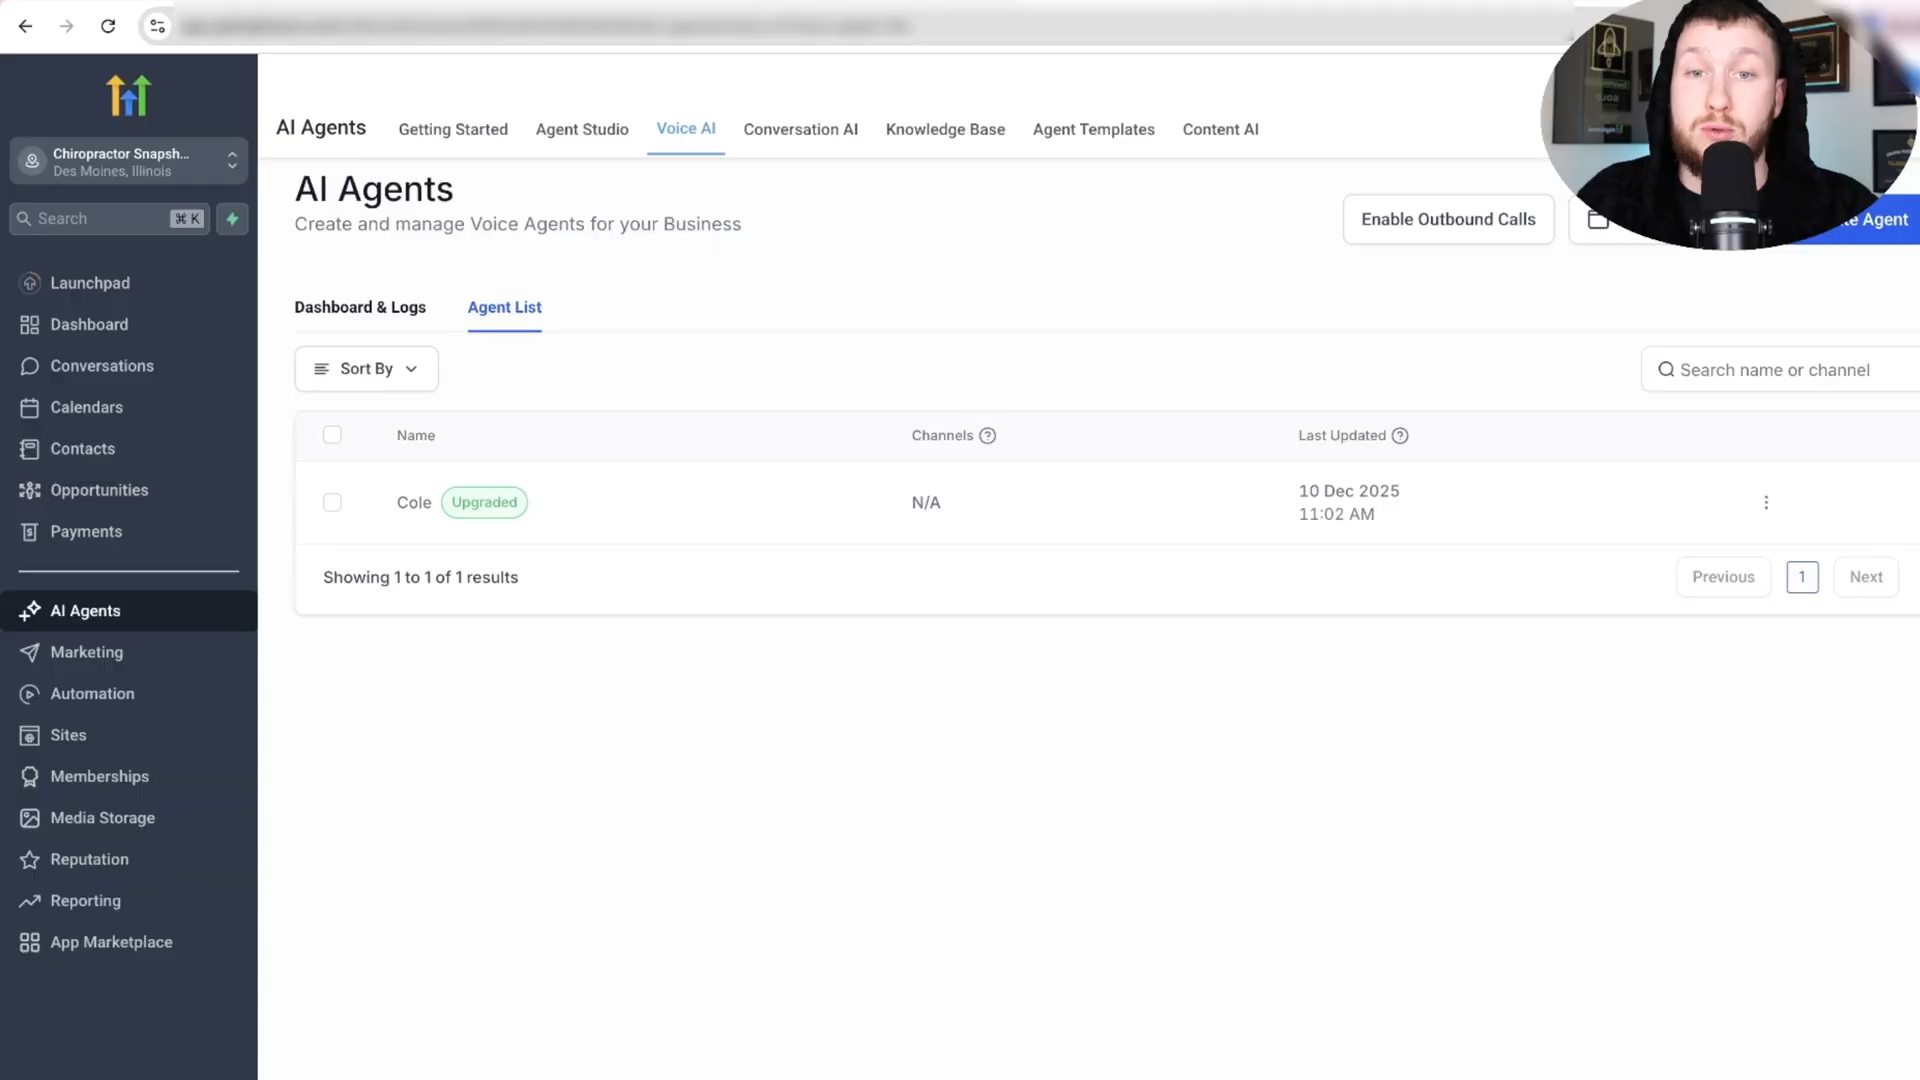 Chiropractor Snapsh...
Des Moines, Illinois
Search ⌘ K
Launchpad
Dashboard
Conversations
Calendars
Contacts
Opportunities
Payments
AI Agents
Marketing
Automation
Sites
Memberships
Media Storage
Reputation
Reporting
App Marketplace
AI Agents Getting Started Agent Studio Voice AI Conversation AI Knowledge Base Agent Templates Content AI
AI Agents
Create and manage Voice Agents for your Business
Enable Outbound Calls
Agent
Dashboard & Logs Agent List
Sort By
Search name or channel
Name Channels Last Updated
Cole Upgraded N/A 10 Dec 2025
11:02 AM
Showing 1 to 1 of 1 results
Previous 1 Next